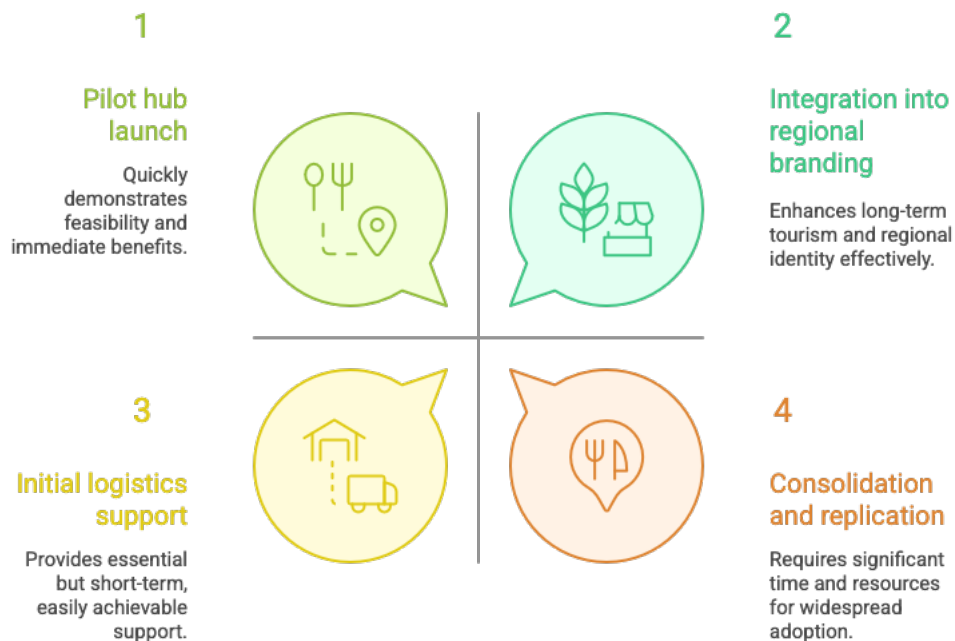 1
Pilot hub
launch
Quickly
demonstrates
feasibility and
immediate benefits.
2
Integration into
regional
branding
Enhances long-term
tourism and regional
identity effectively.
3
Initial logistics
support
Provides essential
but short-term,
easily achievable
support.
4
Consolidation
and replication
Requires significant
time and resources
for widespread
adoption.